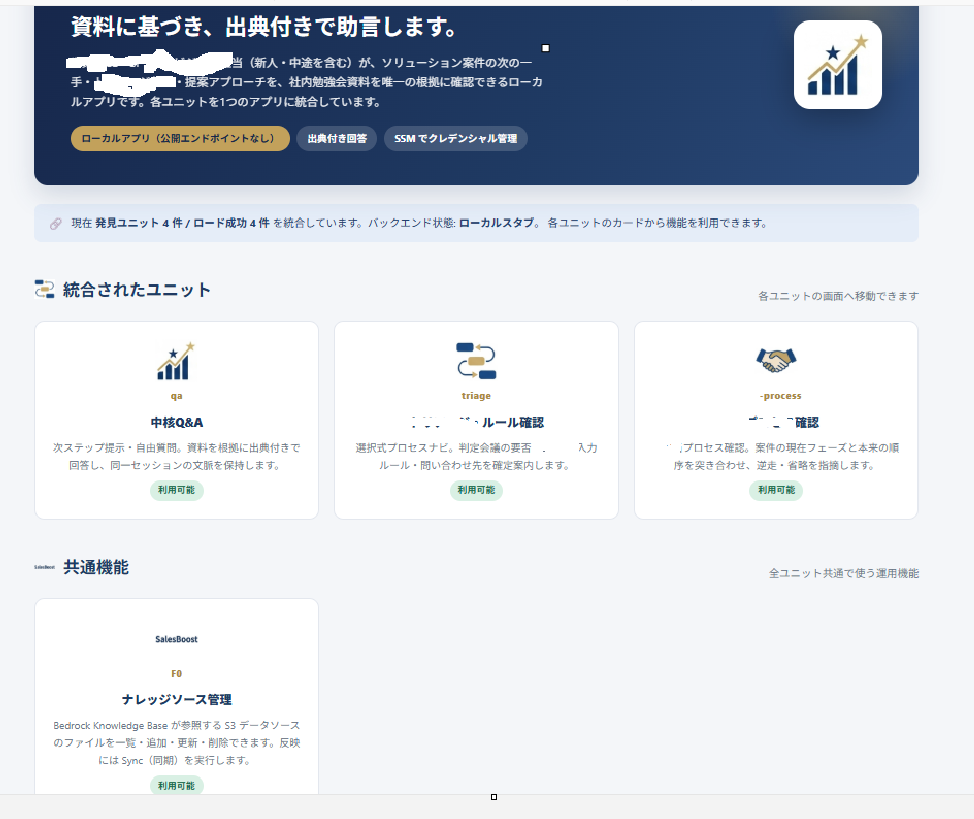 資料に基づき、出典付きで助言します。
当（新人・中途を含む）が、ソリューション案件の次の一
手・
・提案アプローチを、社内勉強会資料を唯一の根拠に確認できるローカ
ルアプリです。各ユニットを1つのアプリに統合しています。
ローカルアプリ（公開エンドポイントなし） 出典付き回答 SSM でクレデンシャル管理
現在 発見ユニット 4 件 / ロード成功 4 件 を統合しています。バックエンド状態: ローカルスタブ。 各ユニットのカードから機能を利用できます。
統合されたユニット
各ユニットの画面へ移動できます
qa
中核Q&A
次ステップ提示・自由質問。資料を根拠に出典付きで
回答し、同一セッションの文脈を保持します。
利用可能
triage
ルール確認
選択式プロセスナビ。判定会議の要否 入力
ルール・問い合わせ先を確定案内します。
利用可能
-process
確認
プロセス確認。案件の現在フェーズと本来の順
序を突き合わせ、逆走・省略を指摘します。
利用可能
SalesBoost
共通機能
全ユニット共通で使う運用機能
SalesBoost
F0
ナレッジソース管理
Bedrock Knowledge Base が参照する S3 データソース
のファイルを一覧・追加・更新・削除できます。反映
には Sync（同期）を実行します。
利用可能